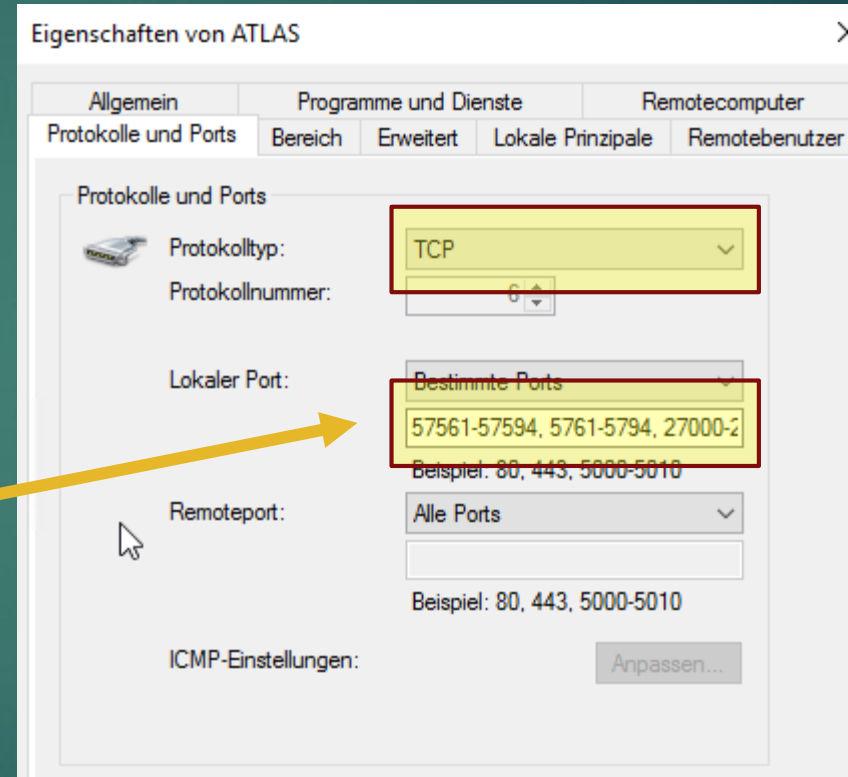 Eigenschaften von ATLAS
Allgemein Programme und Dienste Remotecomputer
Protokolle und Ports Bereich Erweitert Lokale Prinzipale Remotebenutzer
Protokolle und Ports
Protokolltyp: TCP
Protokollnummer: 6
Lokaler Port: Bestimmte Ports
57561-57594, 5761-5794, 27000-2
Beispiel: 80, 443, 5000-5010
Remoteport: Alle Ports
Beispiel: 80, 443, 5000-5010
ICMP-Einstellungen: Anpassen...